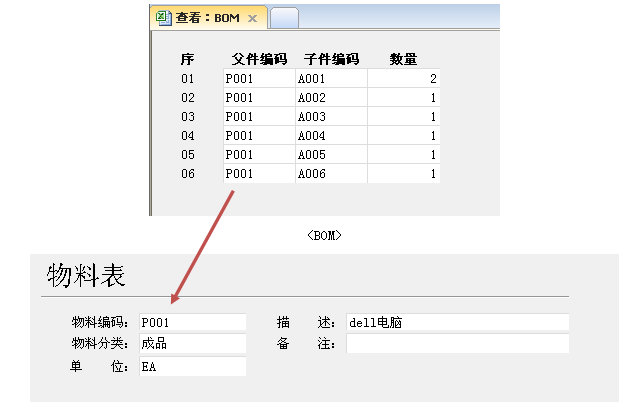 查看：BOM
序 父件编码 子件编码 数量
01 P001 A001 2
02 P001 A002 1
03 P001 A003 1
04 P001 A004 1
05 P001 A005 1
06 P001 A006 1
<BOM>
物料表
物料编码： P001 描 述： dell电脑
物料分类： 成品 备 注：
单 位： EA